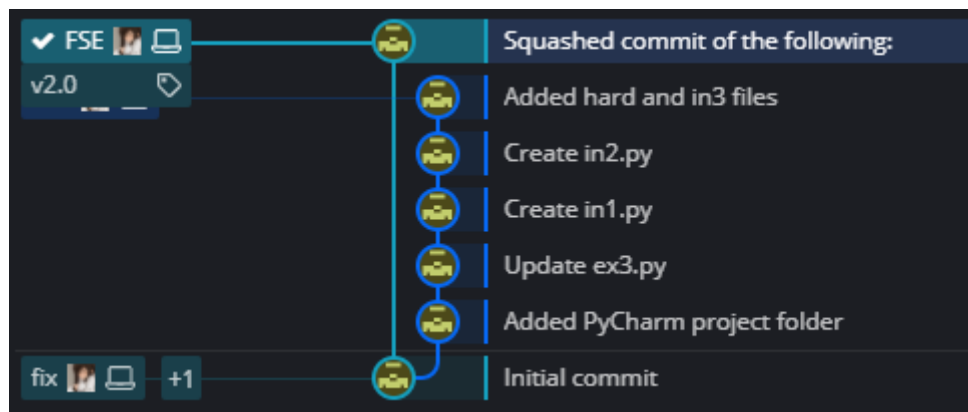 FSE Squashed commit of the following:
v2.0
Added hard and in3 files
Create in2.py
Create in1.py
Update ex3.py
Added PyCharm project folder
fix +1 Initial commit